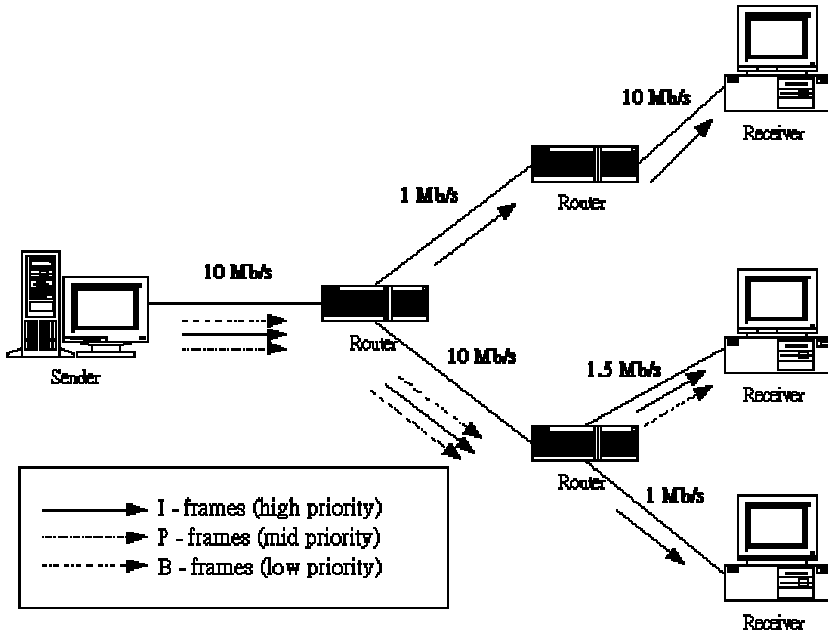 10 Mb/s
Receiver
Router
1 Mb/s
10 Mb/s
Router
Sender
10 Mb/s
1.5 Mb/s
Receiver
Router
1 Mb/s
Receiver
I - frames (high priority)
P - frames (mid priority)
B - frames (low priority)